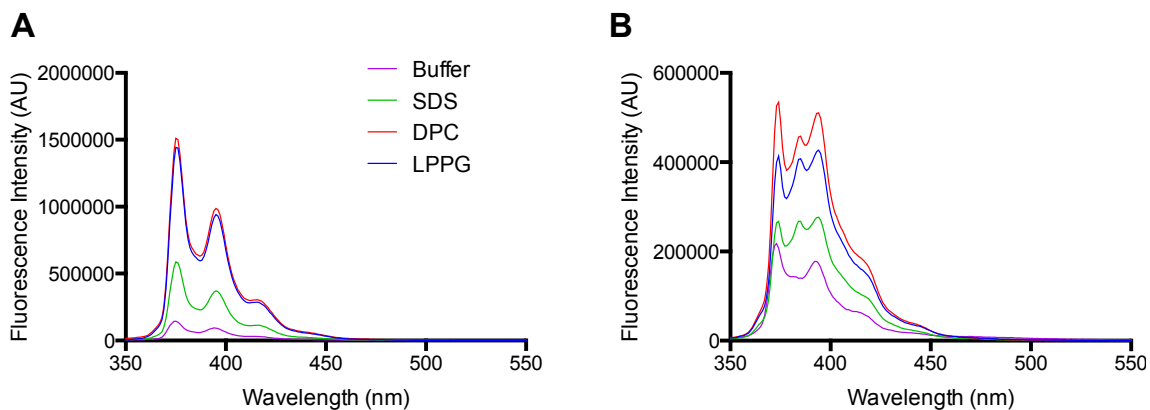 A
Fluorescence Intensity (AU)
2000000
1500000
1000000
500000
0
350
400
450
500
550
Wavelength (nm)
Buffer
SDS
DPC
LPPG
B
Fluorescence Intensity (AU)
600000
400000
200000
0
350
400
450
500
550
Wavelength (nm)